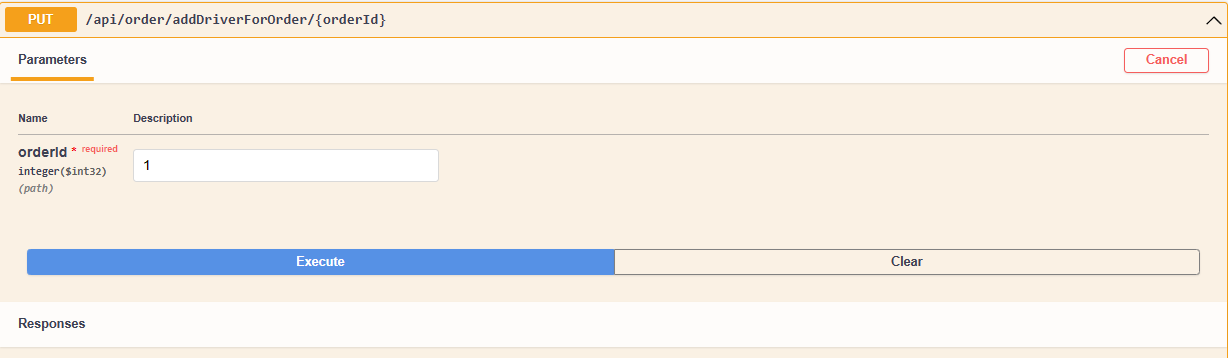 PUT /api/order/addDriverForOrder/{orderId}
Parameters
Cancel
Name Description
orderId * required
integer($int32)
(path)
1
Execute Clear
Responses